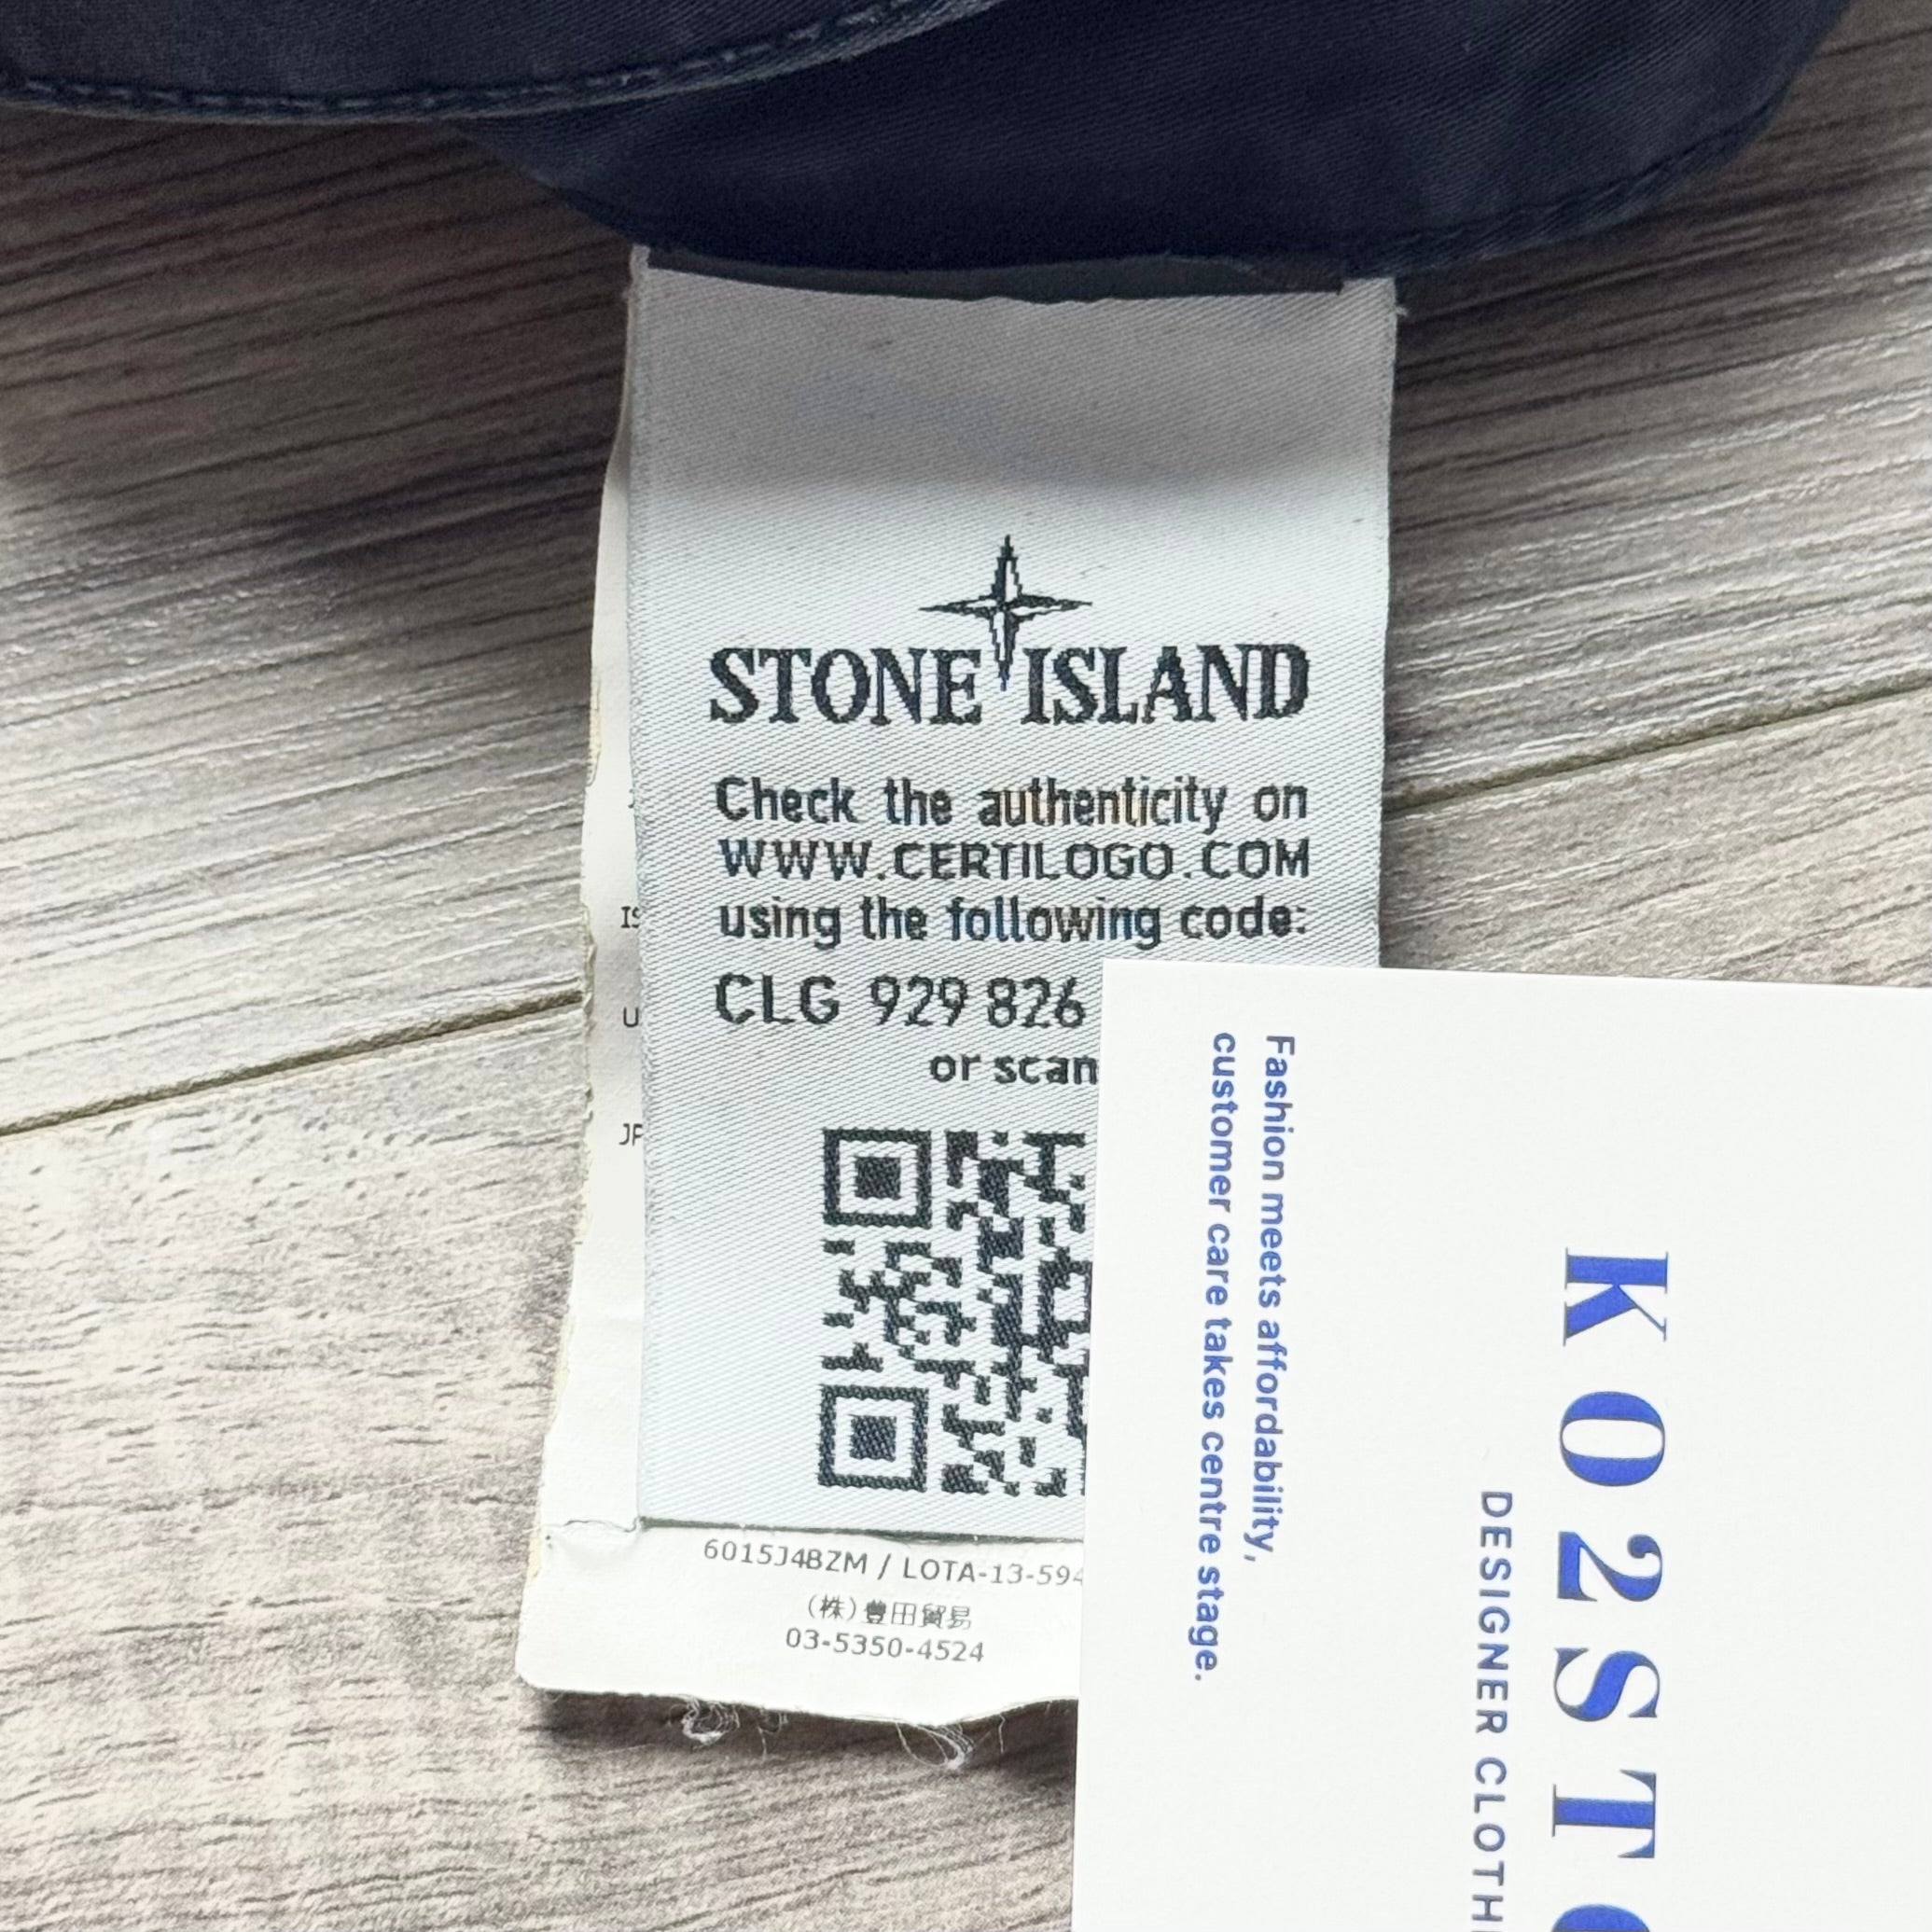 STONE ISLAND
Check the authenticity on
WWW.CERTILOGO.COM
using the following code:
CLG 929 826
or scan
IS
U
JP
6015J4BZM / LOTA-13-594
(株)豊田貿易
03-5350-4524
Fashion meets affordability,
customer care takes centre stage.
KO2ST
DESIGNER CLOTH